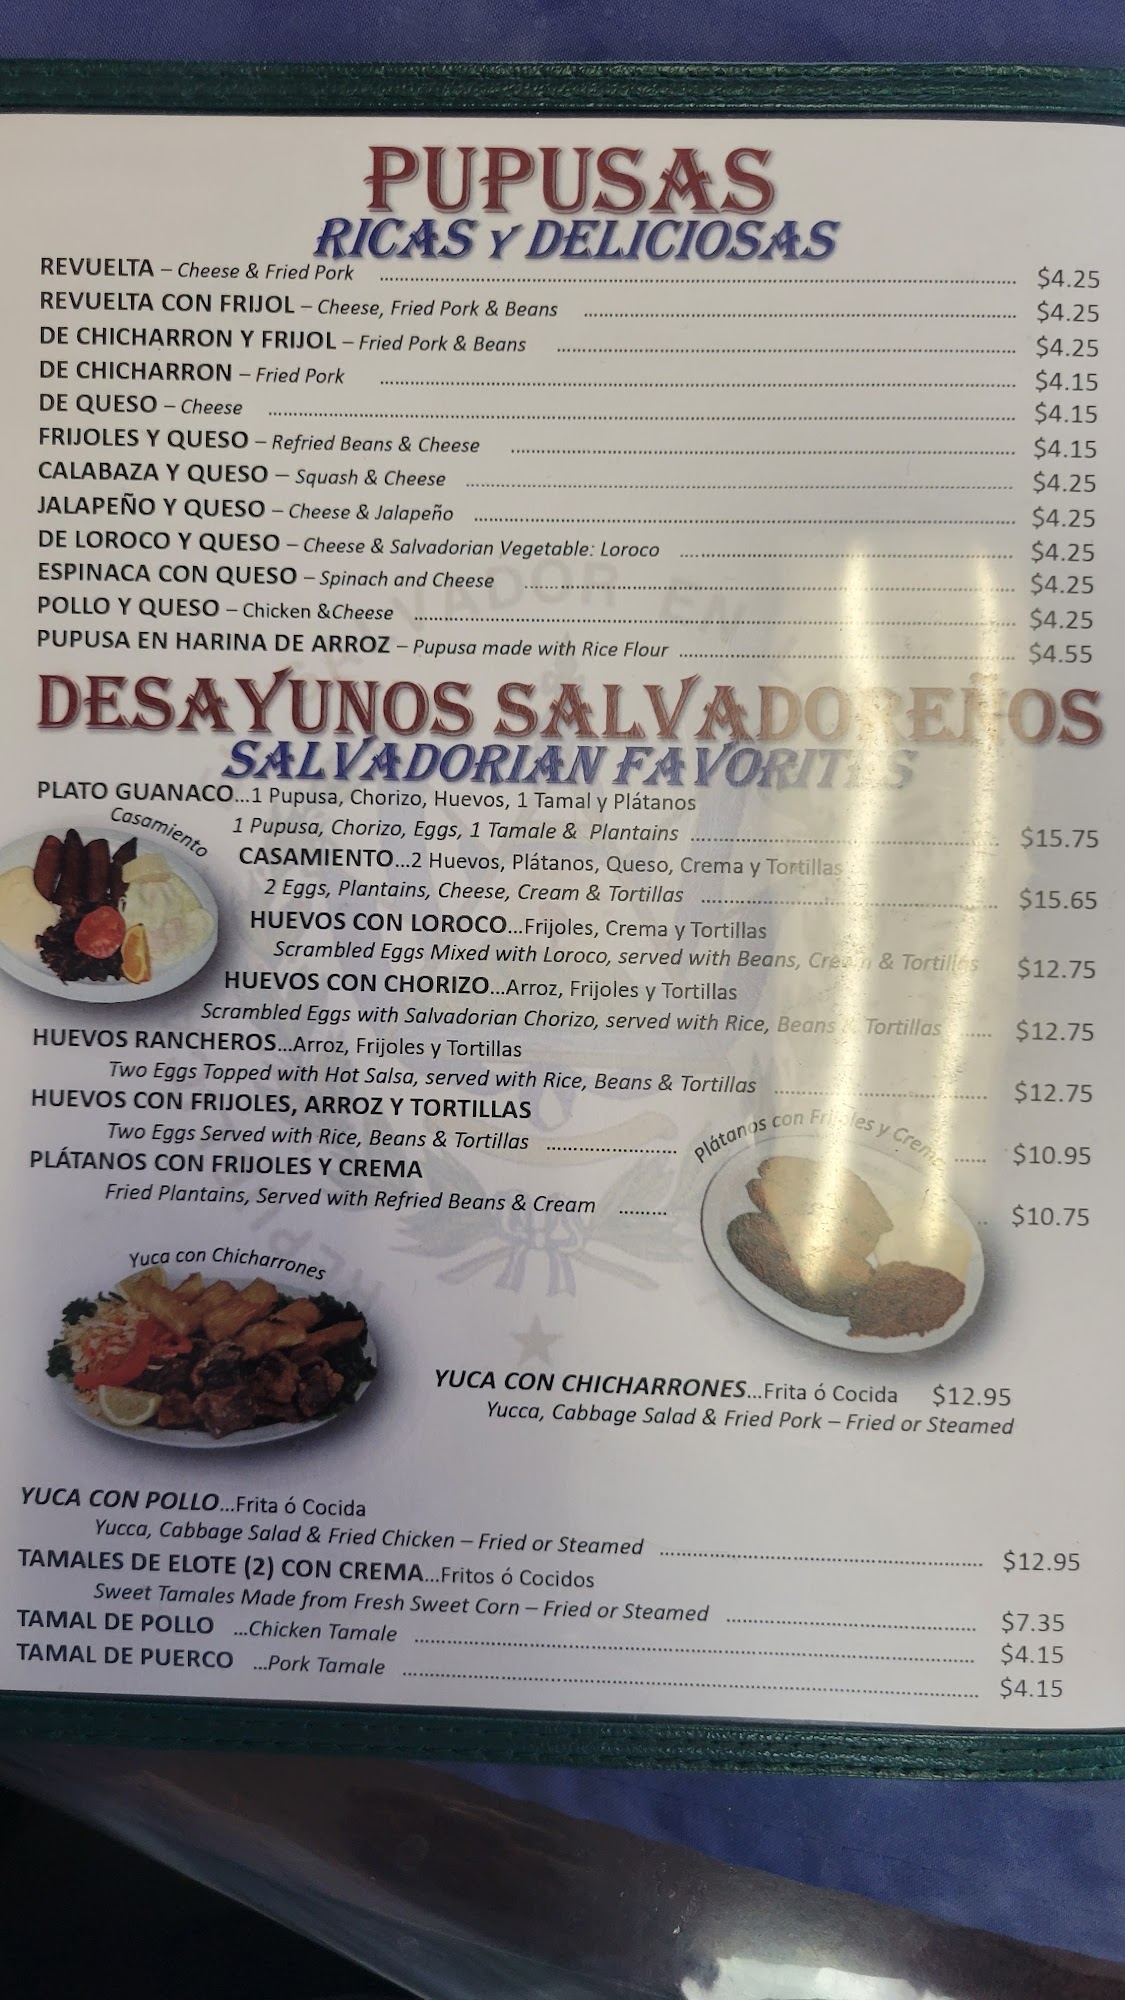 PUPUSAS
RICAS Y DELICIOSAS
REVUELTA – Cheese & Fried Pork $4.25
REVUELTA CON FRIJOL – Cheese, Fried Pork & Beans $4.25
DE CHICHARRON Y FRIJOL – Fried Pork & Beans $4.25
DE CHICHARRON – Fried Pork $4.15
DE QUESO – Cheese $4.15
FRIJOLES Y QUESO – Refried Beans & Cheese $4.15
CALABAZA Y QUESO – Squash & Cheese $4.25
JALAPEÑO Y QUESO – Cheese & Jalapeño $4.25
DE LOROCO Y QUESO – Cheese & Salvadorian Vegetable: Loroco $4.25
ESPINACA CON QUESO – Spinach and Cheese $4.25
POLLO Y QUESO – Chicken &Cheese $4.25
PUPUSA EN HARINA DE ARROZ – Pupusa made with Rice Flour $4.55
DESAYUNOS SALVADOREÑOS
SALVADORIAN FAVORITES
PLATO GUANACO...1 Pupusa, Chorizo, Huevos, 1 Tamal y Plátanos
1 Pupusa, Chorizo, Eggs, 1 Tamale & Plantains $15.75
Casamiento
CASAMIENTO...2 Huevos, Plátanos, Queso, Crema y Tortillas
2 Eggs, Plantains, Cheese, Cream & Tortillas $15.65
HUEVOS CON LOROCO...Frijoles, Crema y Tortillas
Scrambled Eggs Mixed with Loroco, served with Beans, Cream & Tortillas $12.75
HUEVOS CON CHORIZO...Arroz, Frijoles y Tortillas
Scrambled Eggs with Salvadorian Chorizo, served with Rice, Beans & Tortillas $12.75
HUEVOS RANCHEROS...Arroz, Frijoles y Tortillas
Two Eggs Topped with Hot Salsa, served with Rice, Beans & Tortillas $12.75
HUEVOS CON FRIJOLES, ARROZ Y TORTILLAS
Two Eggs Served with Rice, Beans & Tortillas $10.95
Plátanos con Frijoles y Crema
PLÁTANOS CON FRIJOLES Y CREMA
Fried Plantains, Served with Refried Beans & Cream $10.75
Yuca con Chicharrones
YUCA CON CHICHARRONES...Frita ó Cocida $12.95
Yucca, Cabbage Salad & Fried Pork – Fried or Steamed
YUCA CON POLLO...Frita ó Cocida
Yucca, Cabbage Salad & Fried Chicken – Fried or Steamed $12.95
TAMALES DE ELOTE (2) CON CREMA...Fritos ó Cocidos
Sweet Tamales Made from Fresh Sweet Corn – Fried or Steamed $7.35
TAMAL DE POLLO ...Chicken Tamale $4.15
TAMAL DE PUERCO ...Pork Tamale $4.15